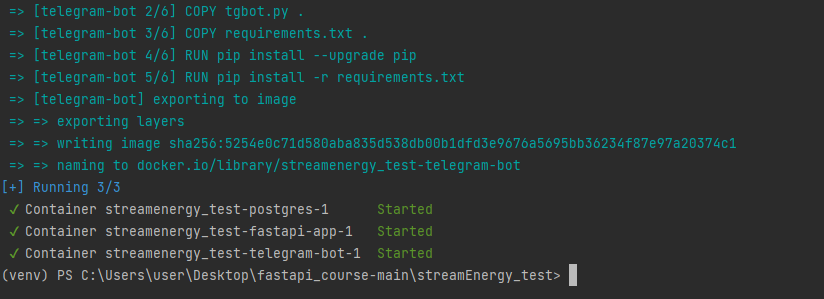 => [telegram-bot 2/6] COPY tgbot.py .
=> [telegram-bot 3/6] COPY requirements.txt .
=> [telegram-bot 4/6] RUN pip install --upgrade pip
=> [telegram-bot 5/6] RUN pip install -r requirements.txt
=> [telegram-bot] exporting to image
=> => exporting layers
=> => writing image sha256:5254e0c71d580aba835d538db00b1dfd3e9676a5695bb36234f87e97a20374c1
=> => naming to docker.io/library/streamenergy_test-telegram-bot
[+] Running 3/3
✓ Container streamenergy_test-postgres-1 Started
✓ Container streamenergy_test-fastapi-app-1 Started
✓ Container streamenergy_test-telegram-bot-1 Started
(venv) PS C:\Users\user\Desktop\fastapi_course-main\streamEnergy_test>